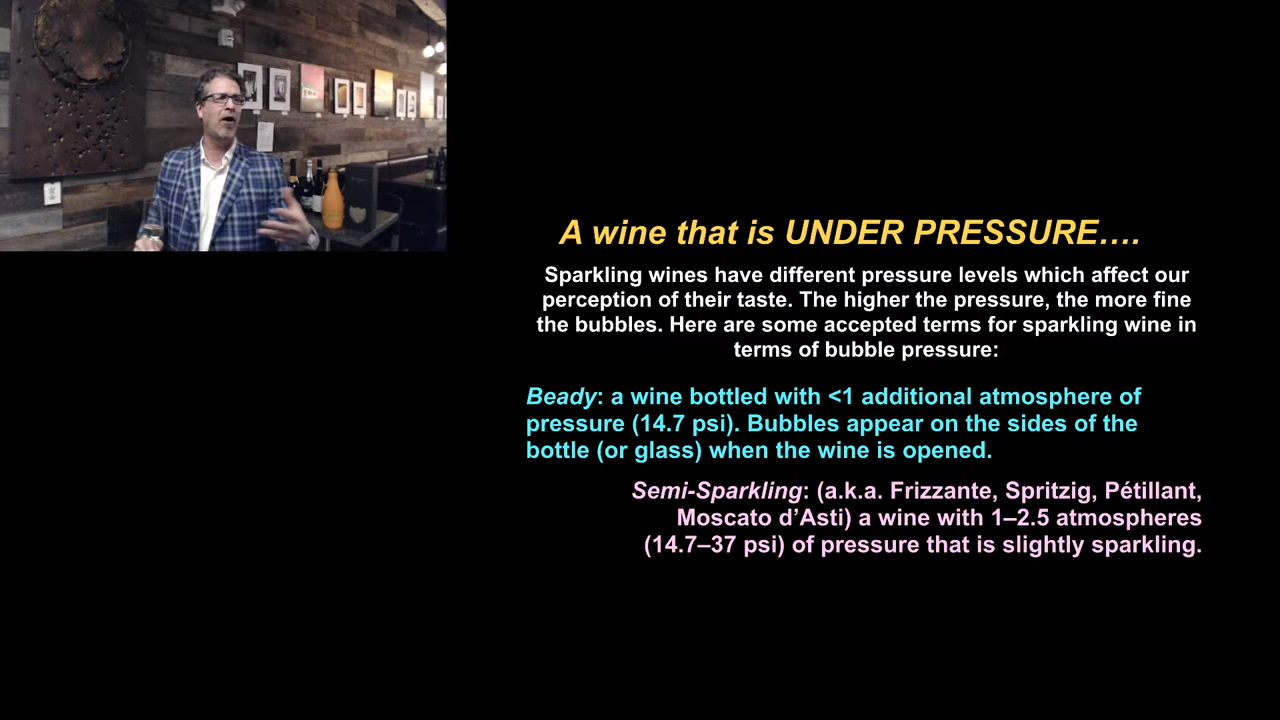 A wine that is UNDER PRESSURE….
Sparkling wines have different pressure levels which affect our
perception of their taste. The higher the pressure, the more fine
the bubbles. Here are some accepted terms for sparkling wine in
terms of bubble pressure:
Beady: a wine bottled with <1 additional atmosphere of
pressure (14.7 psi). Bubbles appear on the sides of the
bottle (or glass) when the wine is opened.
Semi-Sparkling: (a.k.a. Frizzante, Spritzig, Pétillant,
Moscato d’Asti) a wine with 1–2.5 atmospheres
(14.7–37 psi) of pressure that is slightly sparkling.